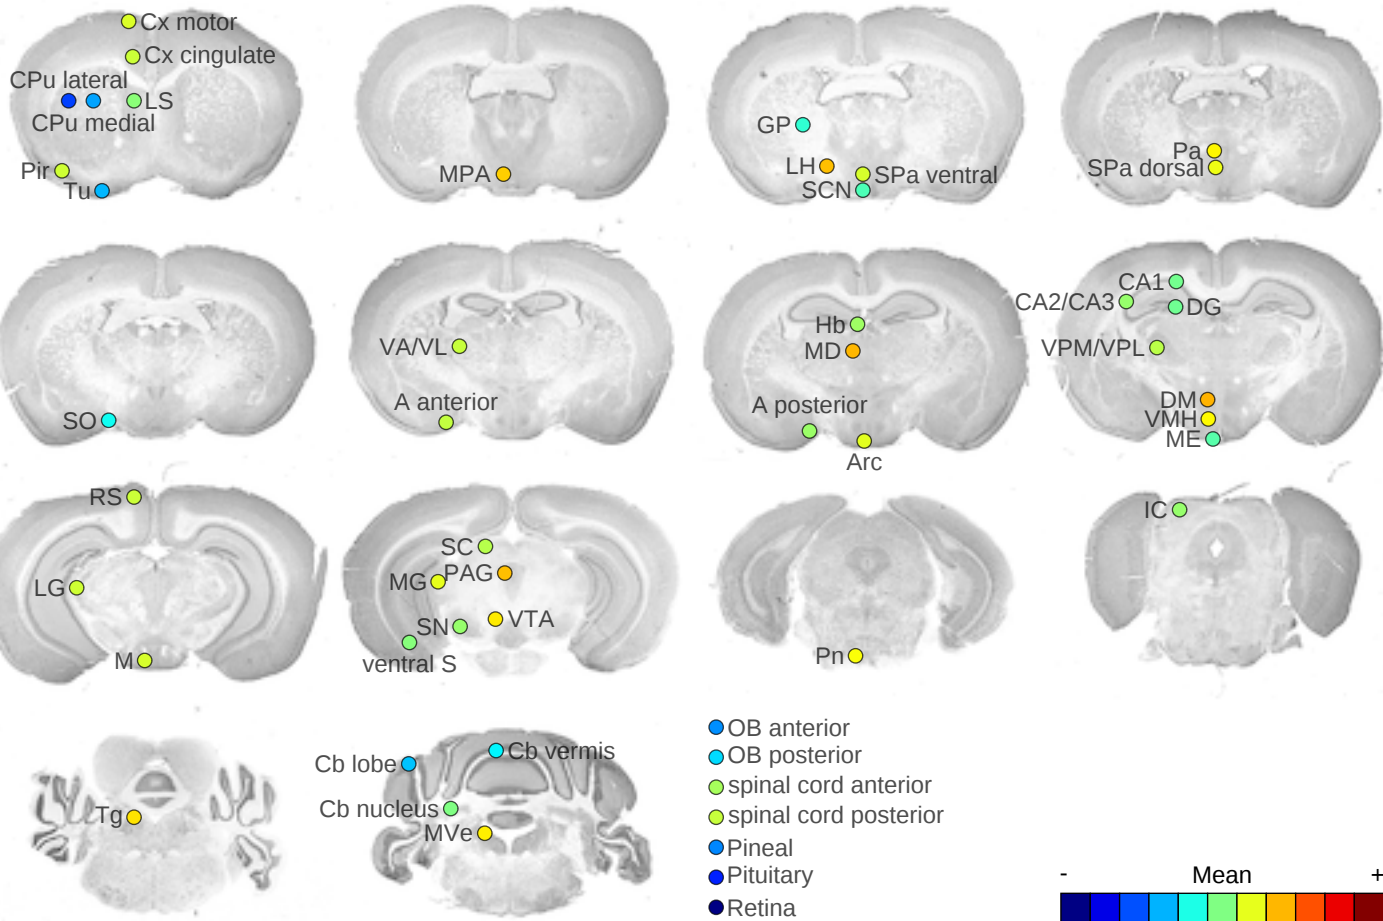 Cx motor
Cx cingulate
CPu lateral
LS
CPu medial
Pir
Tu
MPA
GP
LH
SPa ventral
SCN
Pa
SPa dorsal
SO
VA/VL
A anterior
Hb
MD
A posterior
Arc
CA1
CA2/CA3
DG
VPM/VPL
DM
VMH
ME
RS
LG
M
SC
PAG
MG
VTA
SN
ventral S
Pn
IC
Tg
Cb vermis
Cb lobe
Cb nucleus
MVe
OB anterior
OB posterior
spinal cord anterior
spinal cord posterior
Pineal
Pituitary
Retina
- Mean +